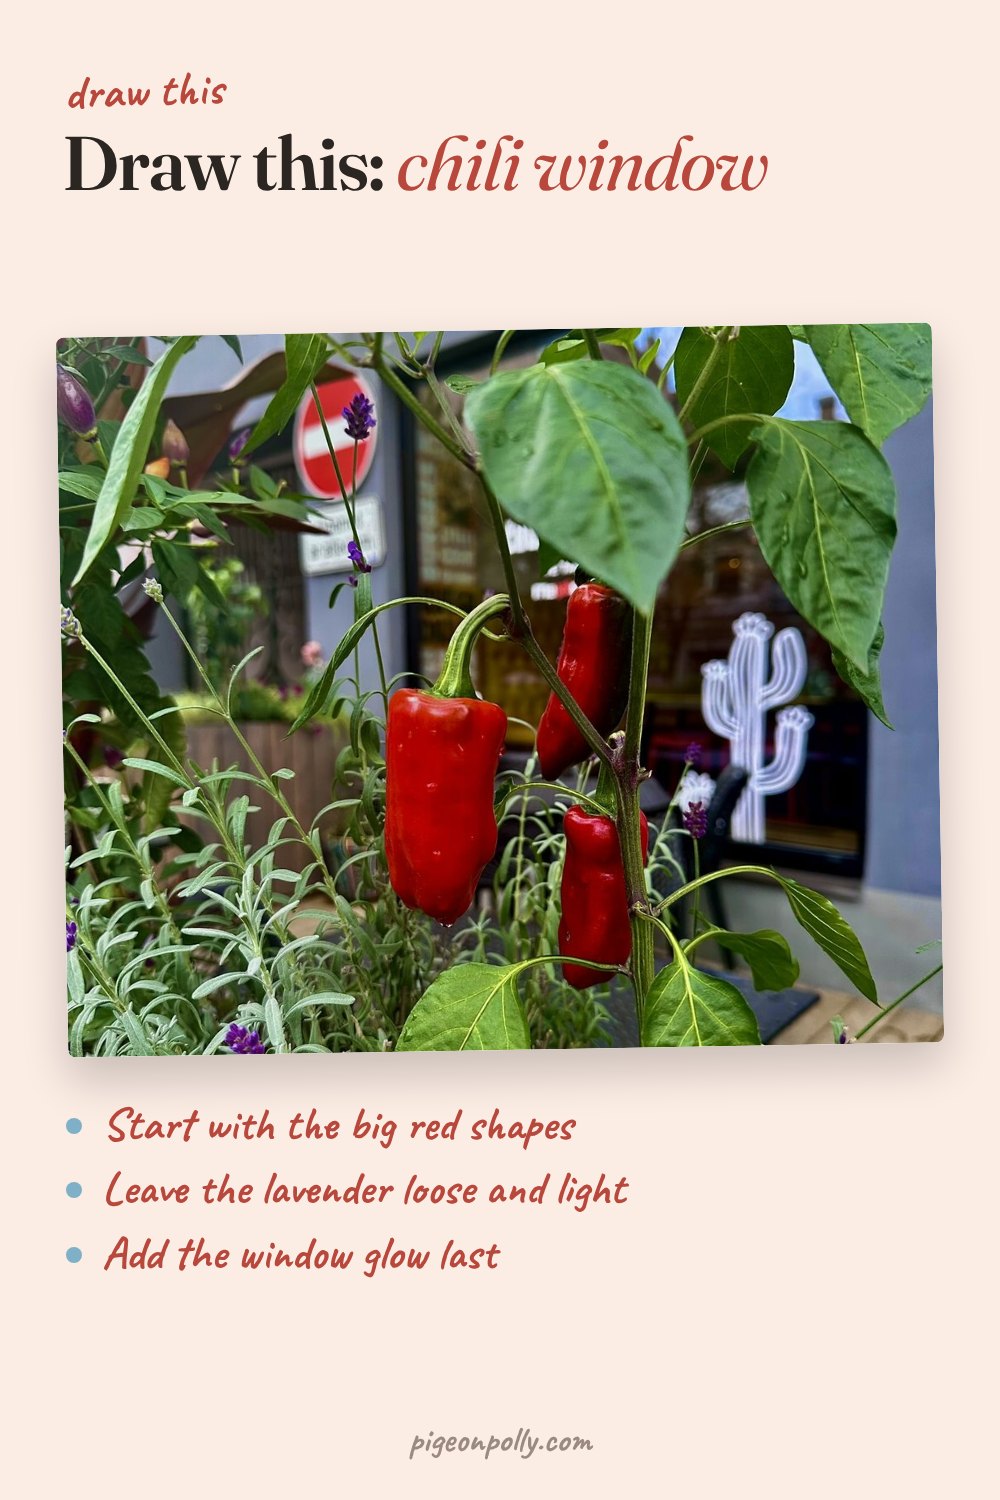 draw this
Draw this: chili window
Start with the big red shapes
Leave the lavender loose and light
Add the window glow last
pigeonpolly.com